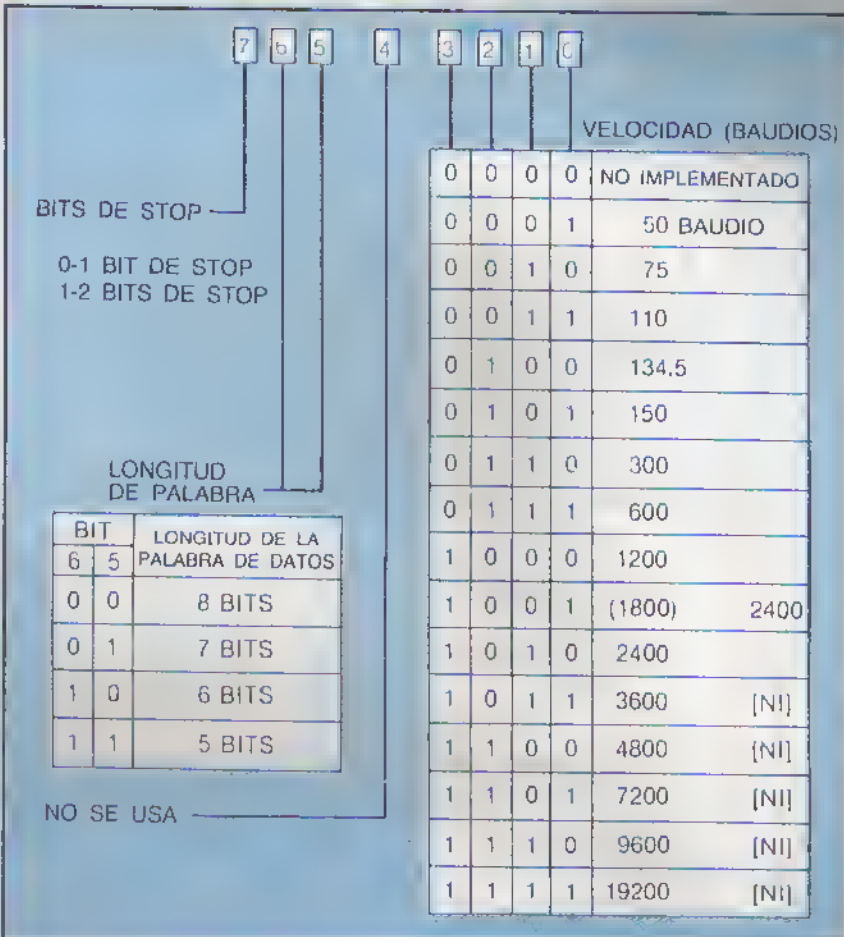 7 6 5 4 3 2 1 0
VELOCIDAD (BAUDIOS)
0 0 0 0 NO IMPLEMENTADO
0 0 0 1 50 BAUDIO
0 0 1 0 75
0 0 1 1 110
0 1 0 0 134.5
0 1 0 1 150
0 1 1 0 300
0 1 1 1 600
1 0 0 0 1200
1 0 0 1 (1800) 2400
1 0 1 0 2400
1 0 1 1 3600 [NI]
1 1 0 0 4800 [NI]
1 1 0 1 7200 [NI]
1 1 1 0 9600 [NI]
1 1 1 1 19200 [NI]
BITS DE STOP
0-1 BIT DE STOP
1-2 BITS DE STOP
LONGITUD
DE PALABRA
BIT
6 5
LONGITUD DE LA
PALABRA DE DATOS
0 0 8 BITS
0 1 7 BITS
1 0 6 BITS
1 1 5 BITS
NO SE USA